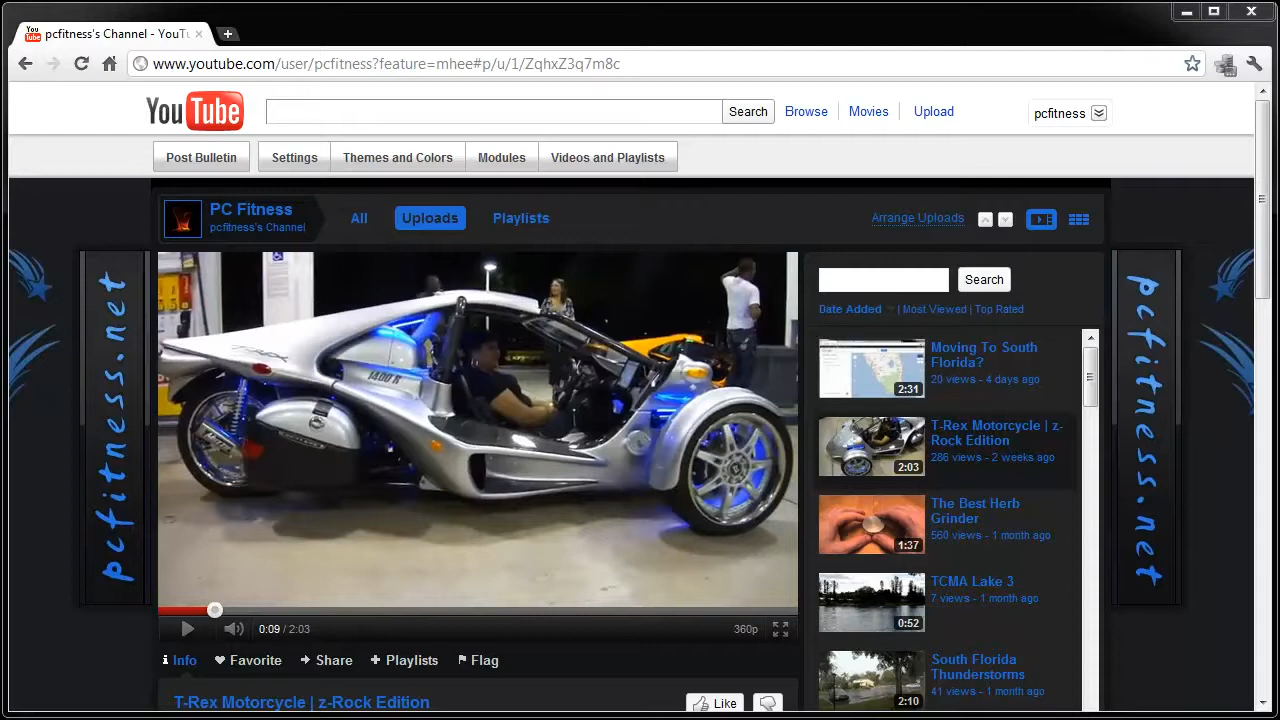 pcfitness's Channel - YouTu
www.youtube.com/user/pcfitness?feature=mhee#p/u/1/ZqhxZ3q7m8c
YouTube
Search
Browse
Movies
Upload
pcfitness
Post Bulletin
Settings
Themes and Colors
Modules
Videos and Playlists
PC Fitness
pcfitness's Channel
All
Uploads
Playlists
Arrange Uploads
pcfitness.net
1400 R
Search
Date Added | Most Viewed | Top Rated
Moving To South
Florida?
20 views - 4 days ago
2:31
T-Rex Motorcycle | z-
Rock Edition
286 views - 2 weeks ago
2:03
The Best Herb
Grinder
560 views - 1 month ago
1:37
TCMA Lake 3
7 views - 1 month ago
0:52
South Florida
Thunderstorms
41 views - 1 month ago
2:10
pcfitness.net
0:09 / 2:03
360p
Info
Favorite
Share
Playlists
Flag
T-Rex Motorcycle | z-Rock Edition
Like